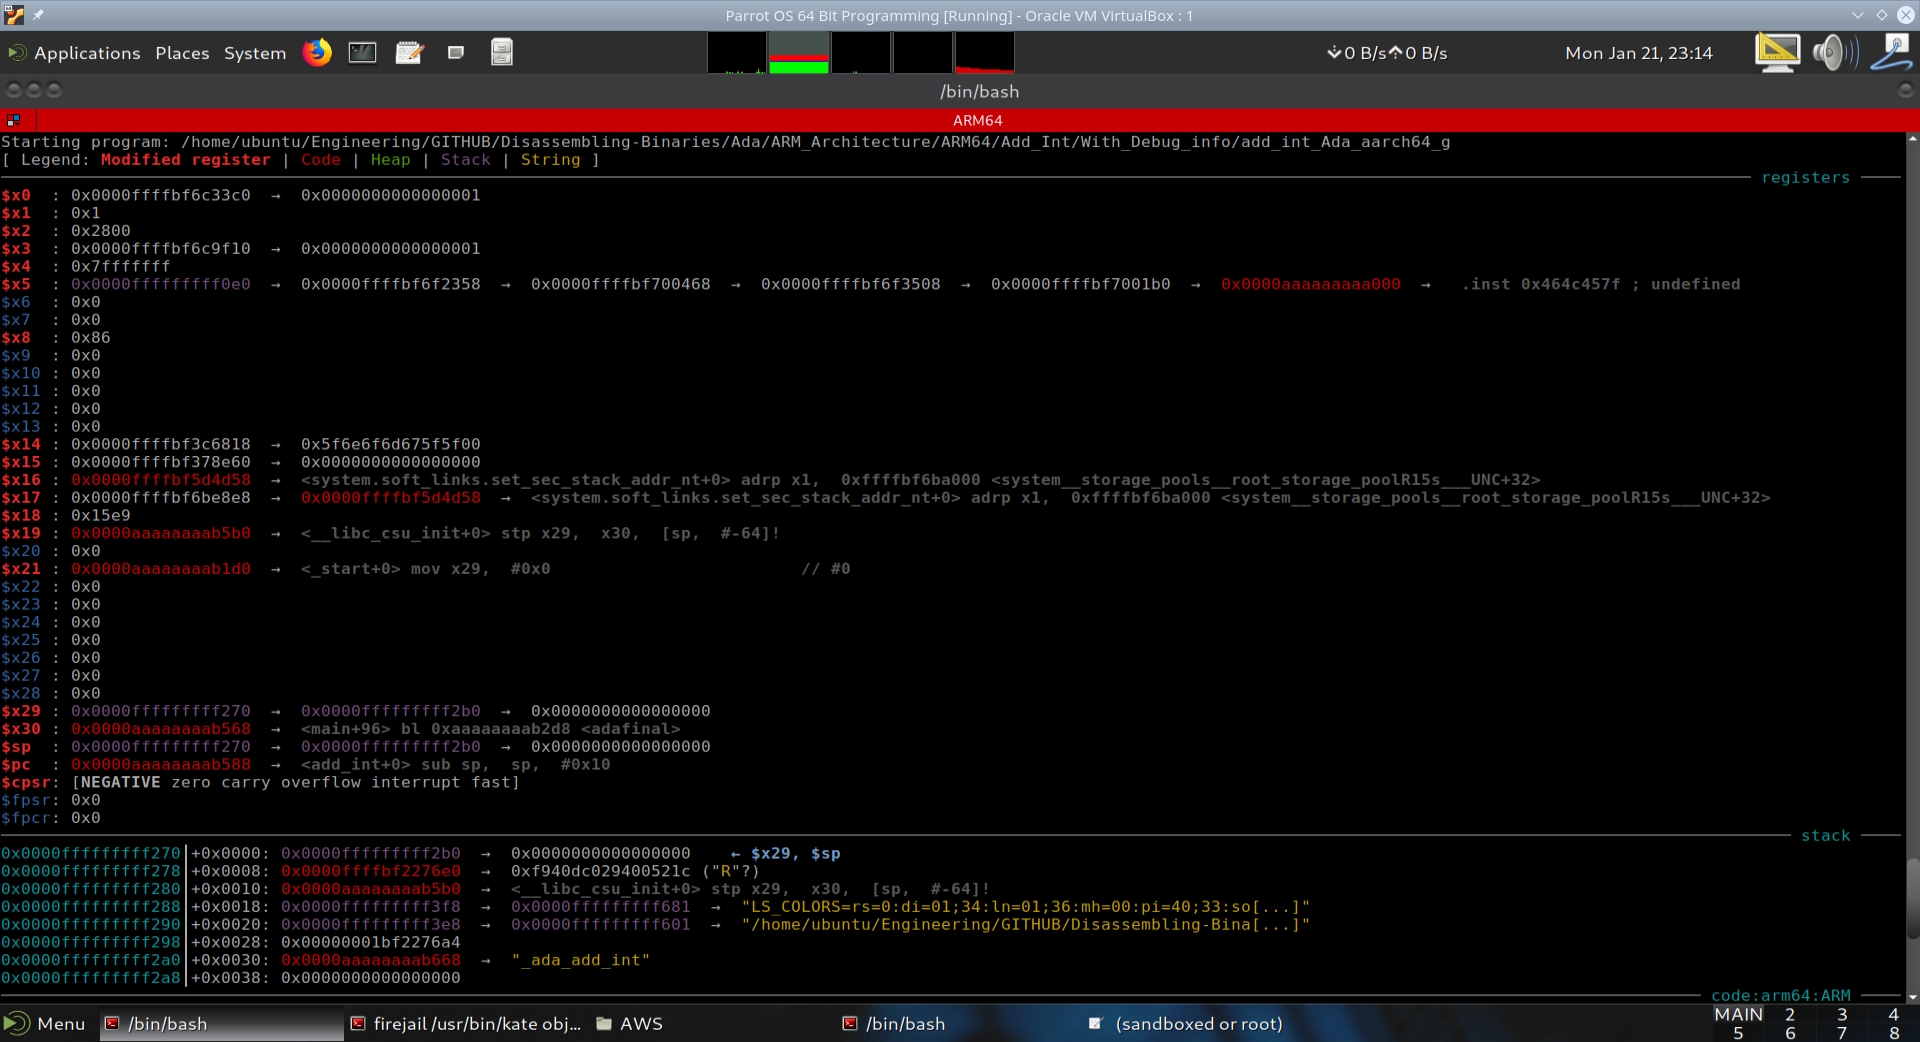 Parrot OS 64 Bit Programming [Running] - Oracle VM VirtualBox : 1
Applications Places System 0 B/s 0 B/s Mon Jan 21, 23:14
/bin/bash
ARM64
Starting program: /home/ubuntu/Engineering/GITHUB/Disassembling-Binaries/Ada/ARM_Architecture/ARM64/Add_Int/With_Debug_info/add_int_Ada_aarch64_g
[ Legend: Modified register | Code | Heap | Stack | String ]
registers
$x0  : 0x0000ffffbf6c33c0  →  0x0000000000000001
$x1  : 0x1
$x2  : 0x2800
$x3  : 0x0000ffffbf6c9f10  →  0x0000000000000001
$x4  : 0x7fffffff
$x5  : 0x0000fffffffff0e0  →  0x0000ffffbf6f2358  →  0x0000ffffbf700468  →  0x0000ffffbf6f3508  →  0x0000ffffbf7001b0  →  0x0000aaaaaaaaa000  →   .inst 0x464c457f ; undefined
$x6  : 0x0
$x7  : 0x0
$x8  : 0x86
$x9  : 0x0
$x10 : 0x0
$x11 : 0x0
$x12 : 0x0
$x13 : 0x0
$x14 : 0x0000ffffbf3c6818  →  0x5f6e6f6d675f5f00
$x15 : 0x0000ffffbf378e60  →  0x0000000000000000
$x16 : 0x0000ffffbf5d4d58  →  <system.soft_links.set_sec_stack_addr_nt+0> adrp x1,  0xffffbf6ba000 <system__storage_pools__root_storage_poolR15s___UNC+32>
$x17 : 0x0000ffffbf6be8e8  →  0x0000ffffbf5d4d58  →  <system.soft_links.set_sec_stack_addr_nt+0> adrp x1,  0xffffbf6ba000 <system__storage_pools__root_storage_poolR15s___UNC+32>
$x18 : 0x15e9
$x19 : 0x0000aaaaaaaab5b0  →  <__libc_csu_init+0> stp x29,  x30,  [sp,  #-64]!
$x20 : 0x0
$x21 : 0x0000aaaaaaaab1d0  →  <_start+0> mov x29,  #0x0                         // #0
$x22 : 0x0
$x23 : 0x0
$x24 : 0x0
$x25 : 0x0
$x26 : 0x0
$x27 : 0x0
$x28 : 0x0
$x29 : 0x0000fffffffff270  →  0x0000fffffffff2b0  →  0x0000000000000000
$x30 : 0x0000aaaaaaaab568  →  <main+96> bl 0xaaaaaaaab2d8 <adafinal>
$sp  : 0x0000fffffffff270  →  0x0000fffffffff2b0  →  0x0000000000000000
$pc  : 0x0000aaaaaaaab588  →  <add_int+0> sub sp,  sp,  #0x10
$cpsr: [NEGATIVE zero carry overflow interrupt fast]
$fpsr: 0x0
$fpcr: 0x0
stack
0x0000fffffffff270│+0x0000: 0x0000fffffffff2b0  →  0x0000000000000000    ← $x29, $sp
0x0000fffffffff278│+0x0008: 0x0000ffffbf2276e0  →  0xf940dc029400521c ("R"?)
0x0000fffffffff280│+0x0010: 0x0000aaaaaaaab5b0  →  <__libc_csu_init+0> stp x29,  x30,  [sp,  #-64]!
0x0000fffffffff288│+0x0018: 0x0000fffffffff3f8  →  0x0000fffffffff681  →  "LS_COLORS=rs=0:di=01;34:ln=01;36:mh=00:pi=40;33:so[...]"
0x0000fffffffff290│+0x0020: 0x0000fffffffff3e8  →  0x0000fffffffff601  →  "/home/ubuntu/Engineering/GITHUB/Disassembling-Bina[...]"
0x0000fffffffff298│+0x0028: 0x00000001bf2276a4
0x0000fffffffff2a0│+0x0030: 0x0000aaaaaaaab668  →  "_ada_add_int"
0x0000fffffffff2a8│+0x0038: 0x0000000000000000
code:arm64:ARM
Menu /bin/bash firejail /usr/bin/kate obj... AWS /bin/bash (sandboxed or root) MAIN 2 3 4
5 6 7 8